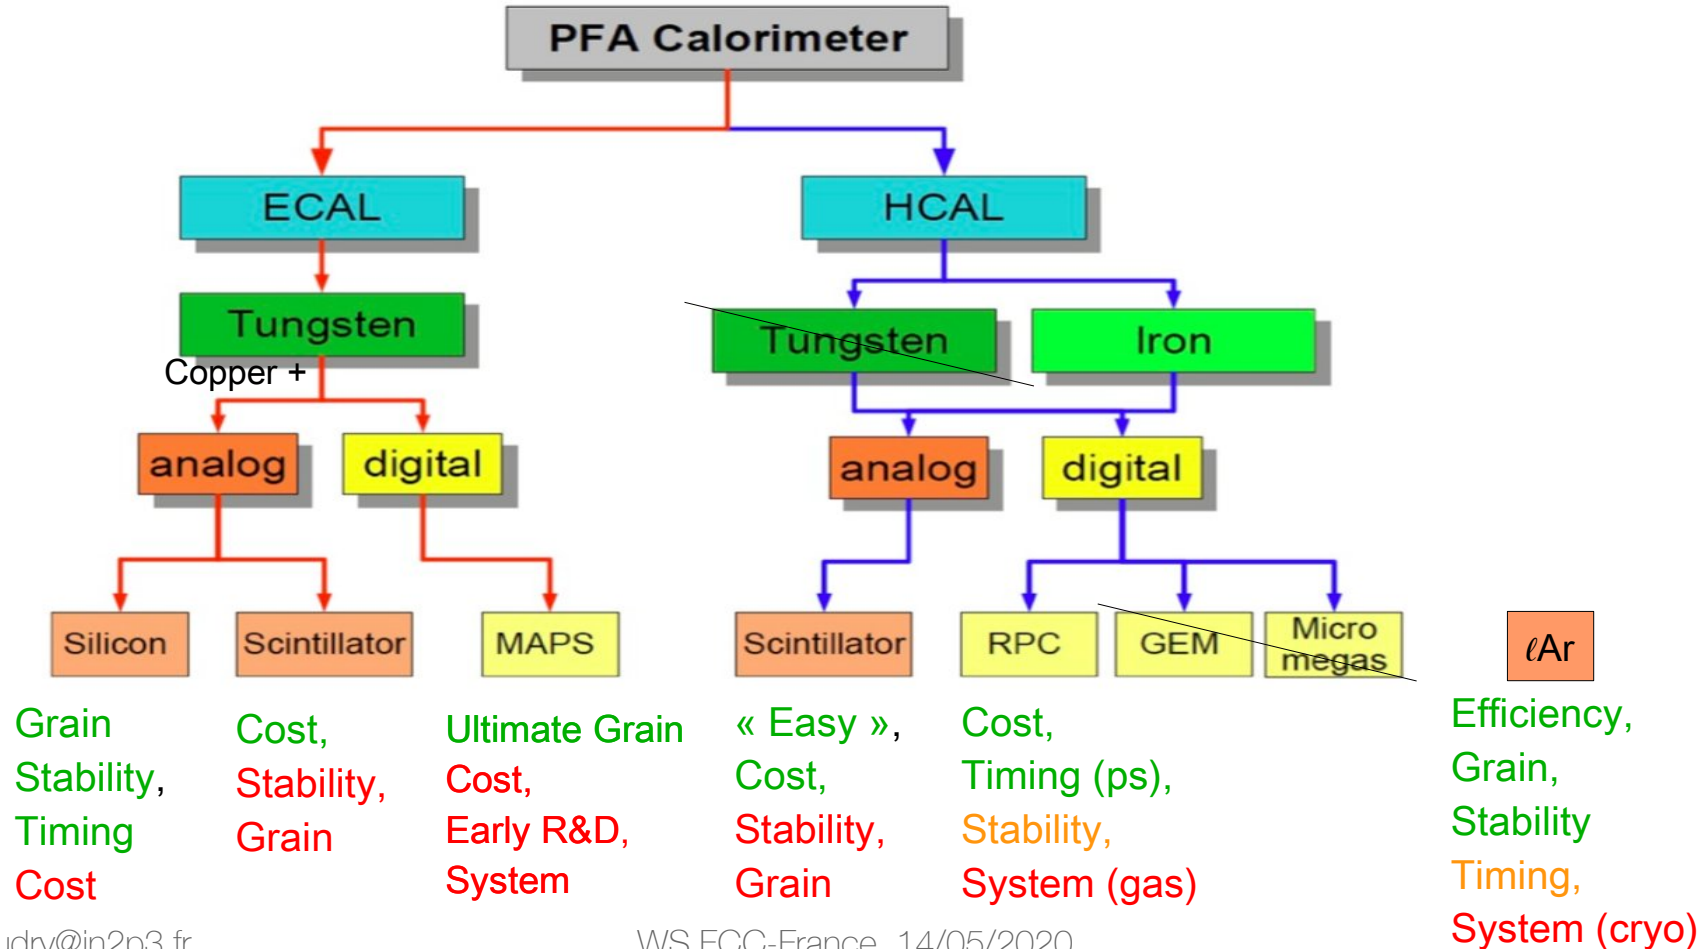 PFA Calorimeter
ECAL
HCAL
Tungsten
Tungsten
Iron
Copper +
analog
digital
analog
digital
Silicon
Scintillator
MAPS
Scintillator
RPC
GEM
Micro
megas
ℓAr
Grain
Stability,
Timing
Cost
Cost,
Stability,
Grain
Ultimate Grain
Cost,
Early R&D,
System
« Easy »,
Cost,
Stability,
Grain
Cost,
Timing (ps),
Stability,
System (gas)
Efficiency,
Grain,
Stability
Timing,
System (cryo)
WS FCC-France, 14/05/2020